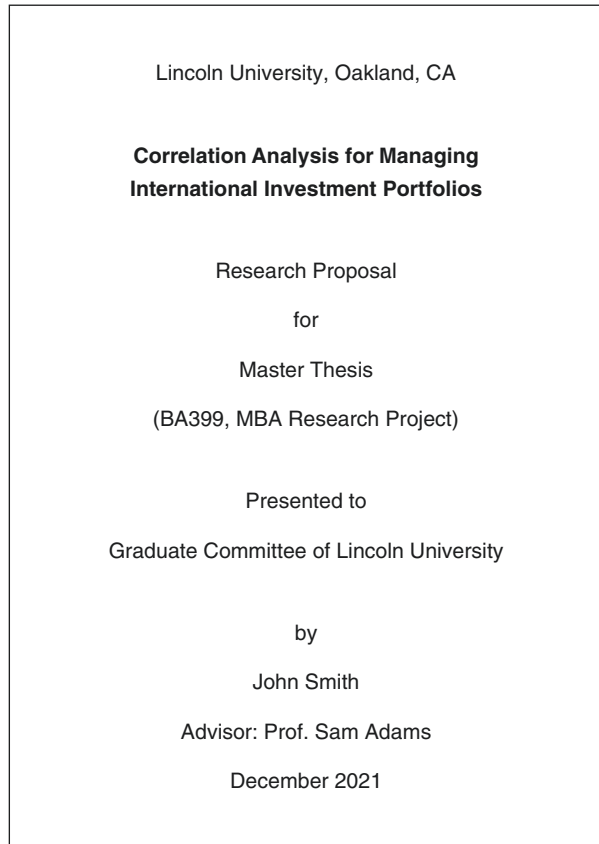 Lincoln University, Oakland, CA
Correlation Analysis for Managing
International Investment Portfolios
Research Proposal
for
Master Thesis
(BA399, MBA Research Project)
Presented to
Graduate Committee of Lincoln University
by
John Smith
Advisor: Prof. Sam Adams
December 2021